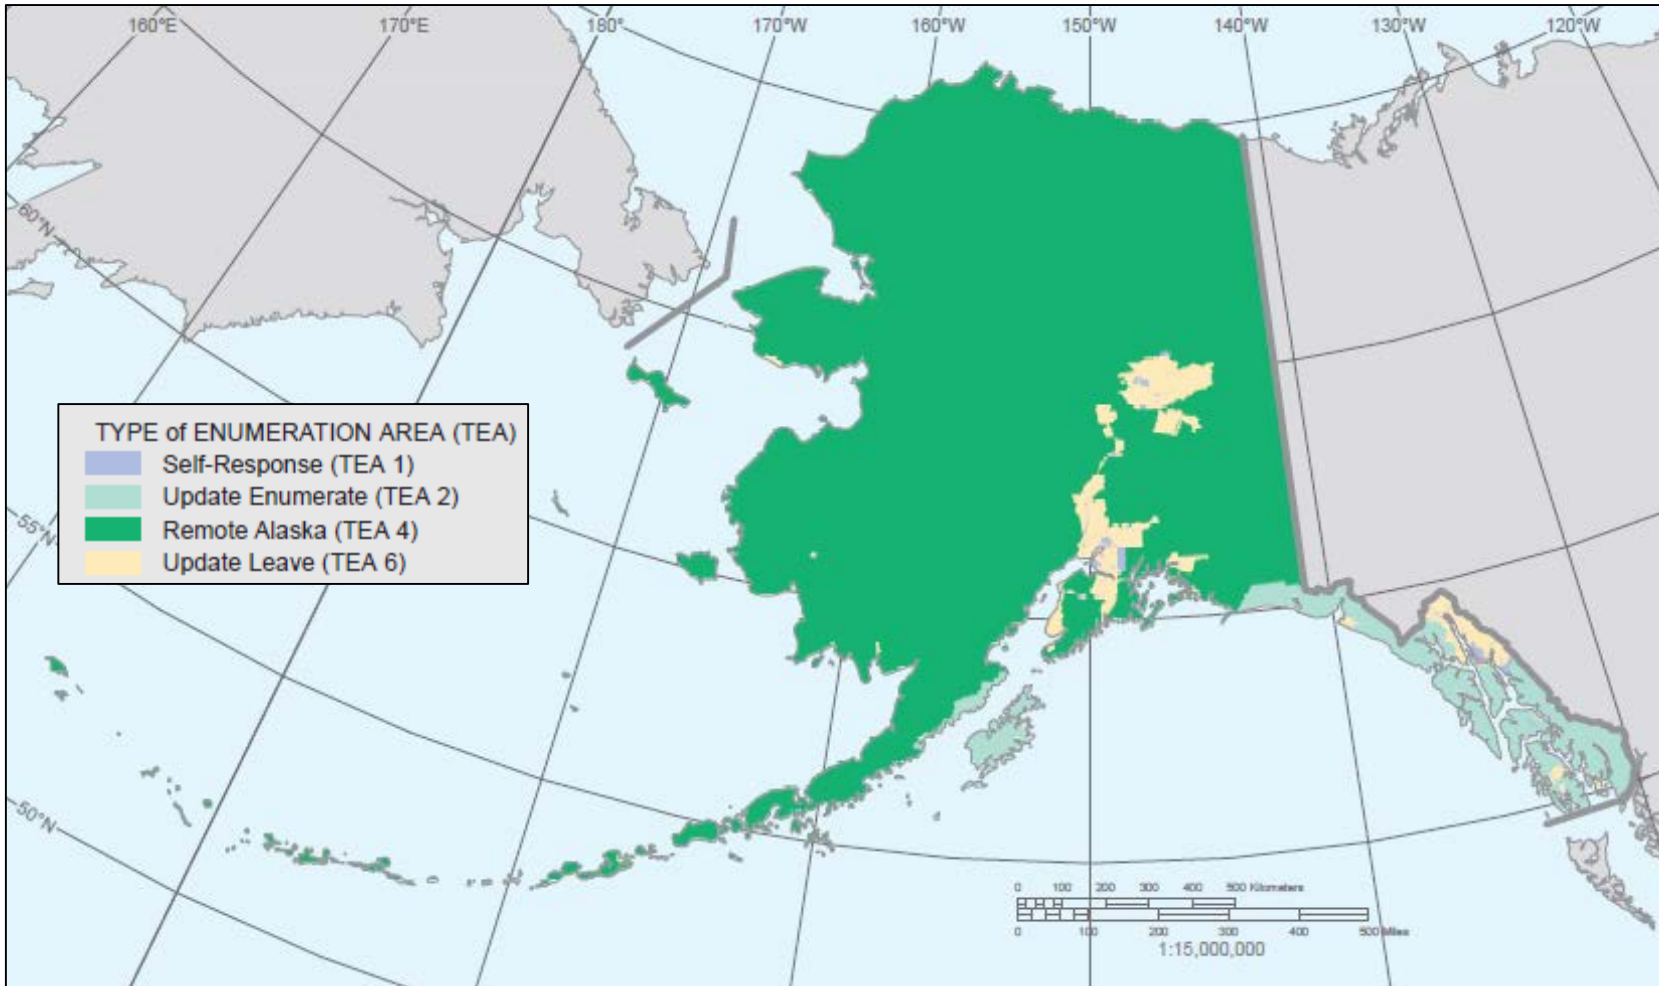 160°E 170°E 180° 170°W 160°W 150°W 140°W 130°W 120°W
60°N
TYPE of ENUMERATION AREA (TEA)
Self-Response (TEA 1)
Update Enumerate (TEA 2)
Remote Alaska (TEA 4)
Update Leave (TEA 6)
55°N
50°N
0 100 200 300 400 500 Kilometers
0 100 200 300 400 500 Miles
1:15,000,000